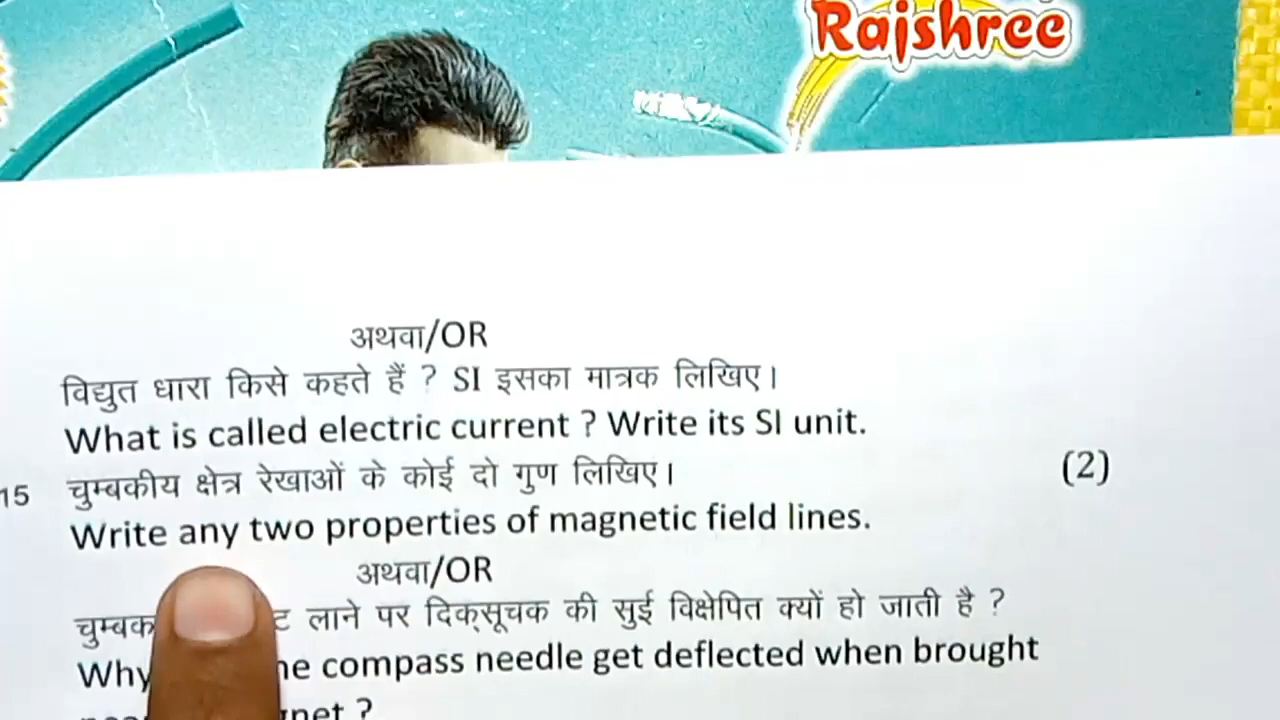 Rajshree
अथवा/OR
विद्युत धारा किसे कहते हैं ? SI इसका मात्रक लिखिए।
What is called electric current ? Write its SI unit.
15 चुम्बकीय क्षेत्र रेखाओं के कोई दो गुण लिखिए। (2)
Write any two properties of magnetic field lines.
अथवा/OR
लाने पर दिक्सूचक की सुई विक्षेपित क्यों हो जाती है ?
Why compass needle get deflected when brought
?